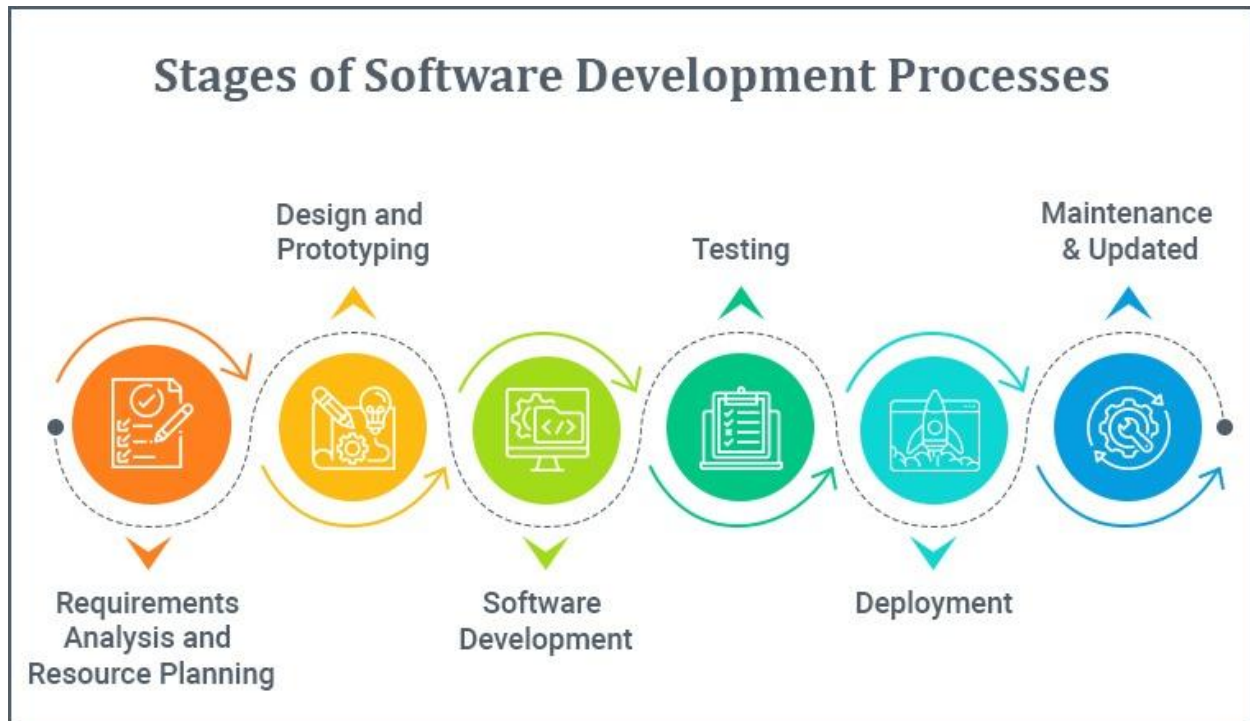 Stages of Software Development Processes
Requirements
Analysis and
Resource Planning
Design and
Prototyping
</>
Software
Development
Testing
Deployment
Maintenance
& Updated